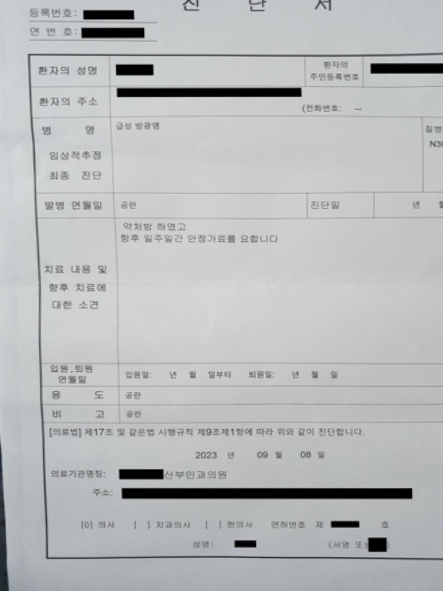 진 단 서
등록번호:
연 번 호:
환자의 성명
환자의 주민등록번호
환자의 주소
(전화번호: --
병 명
급성 방광염
질병
N30
임상적추정
최종 진단
발병 연월일
공란
진단일
년
약처방 하였고
향후 일주일간 안정가료를 요합니다
치료 내용 및
향후 치료에
대한 소견
입원,퇴원
연월일
입원일: 년 월 일부터 퇴원일: 년 월 일
용 도
공란
비 고
공란
[의료법] 제17조 및 같은법 시행규칙 제9조제1항에 따라 위와 같이 진단합니다.
2023 년 09 월 08 일
의료기관명칭: 산부인과의원
주소:
[0] 의사 [ ] 치과의사 [ ] 한의사 면허번호 제 호
성명: (서명 또는 )